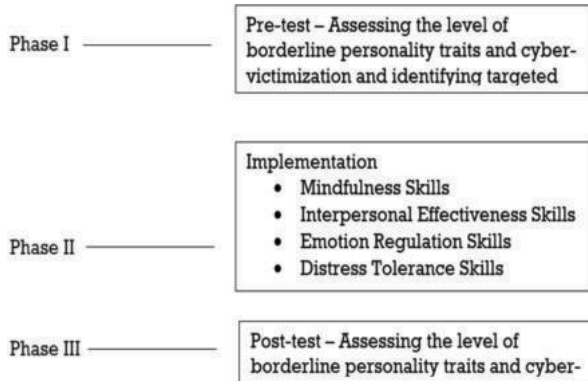 Phase I
Pre-test – Assessing the level of
borderline personality traits and cyber-
victimization and identifying targeted
Implementation
• Mindfulness Skills
• Interpersonal Effectiveness Skills
• Emotion Regulation Skills
• Distress Tolerance Skills
Phase II
Phase III
Post-test – Assessing the level of
borderline personality traits and cyber-